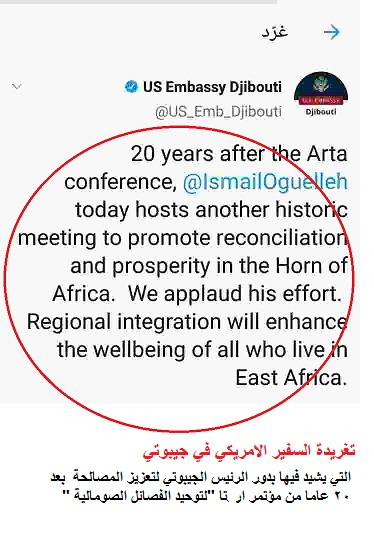 غرّد
US Embassy Djibouti
@US_Emb_Djibouti
US EMBASSY
Djibouti
20 years after the Arta
conference, @IsmailOguelleh
today hosts another historic
meeting to promote reconciliation
and prosperity in the Horn of
Africa. We applaud his effort.
Regional integration will enhance
the wellbeing of all who live in
East Africa.
تغريدة السفير الامريكي في جيبوتي
التي يشيد فيها بدور الرئيس الجيبوتي لتعزيز المصالحة بعد
٢٠ عاما من مؤتمر ار تا "لتوحيد الفصائل الصومالية "